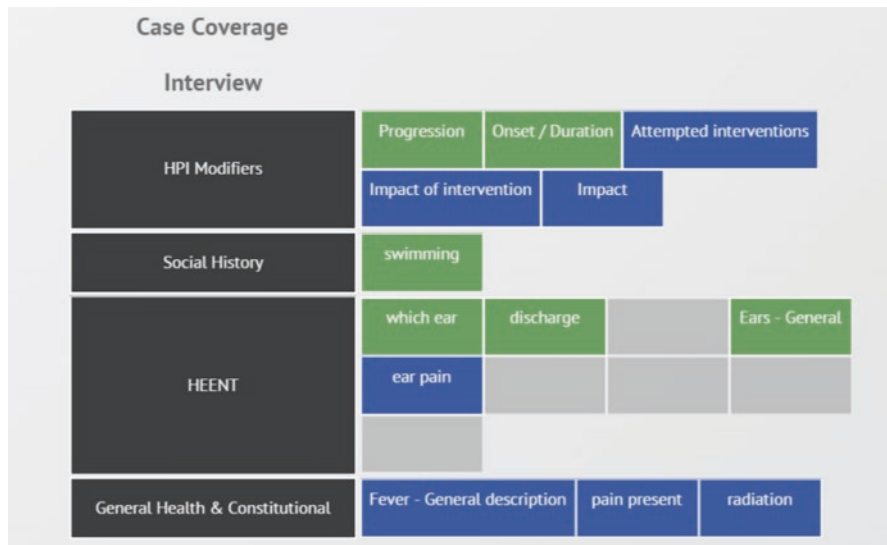 Case Coverage
Interview
HPI Modifiers
Progression
Onset / Duration
Attempted interventions
Impact of intervention
Impact
Social History
swimming
HEENT
which ear
discharge
Ears - General
ear pain
General Health & Constitutional
Fever - General description
pain present
radiation